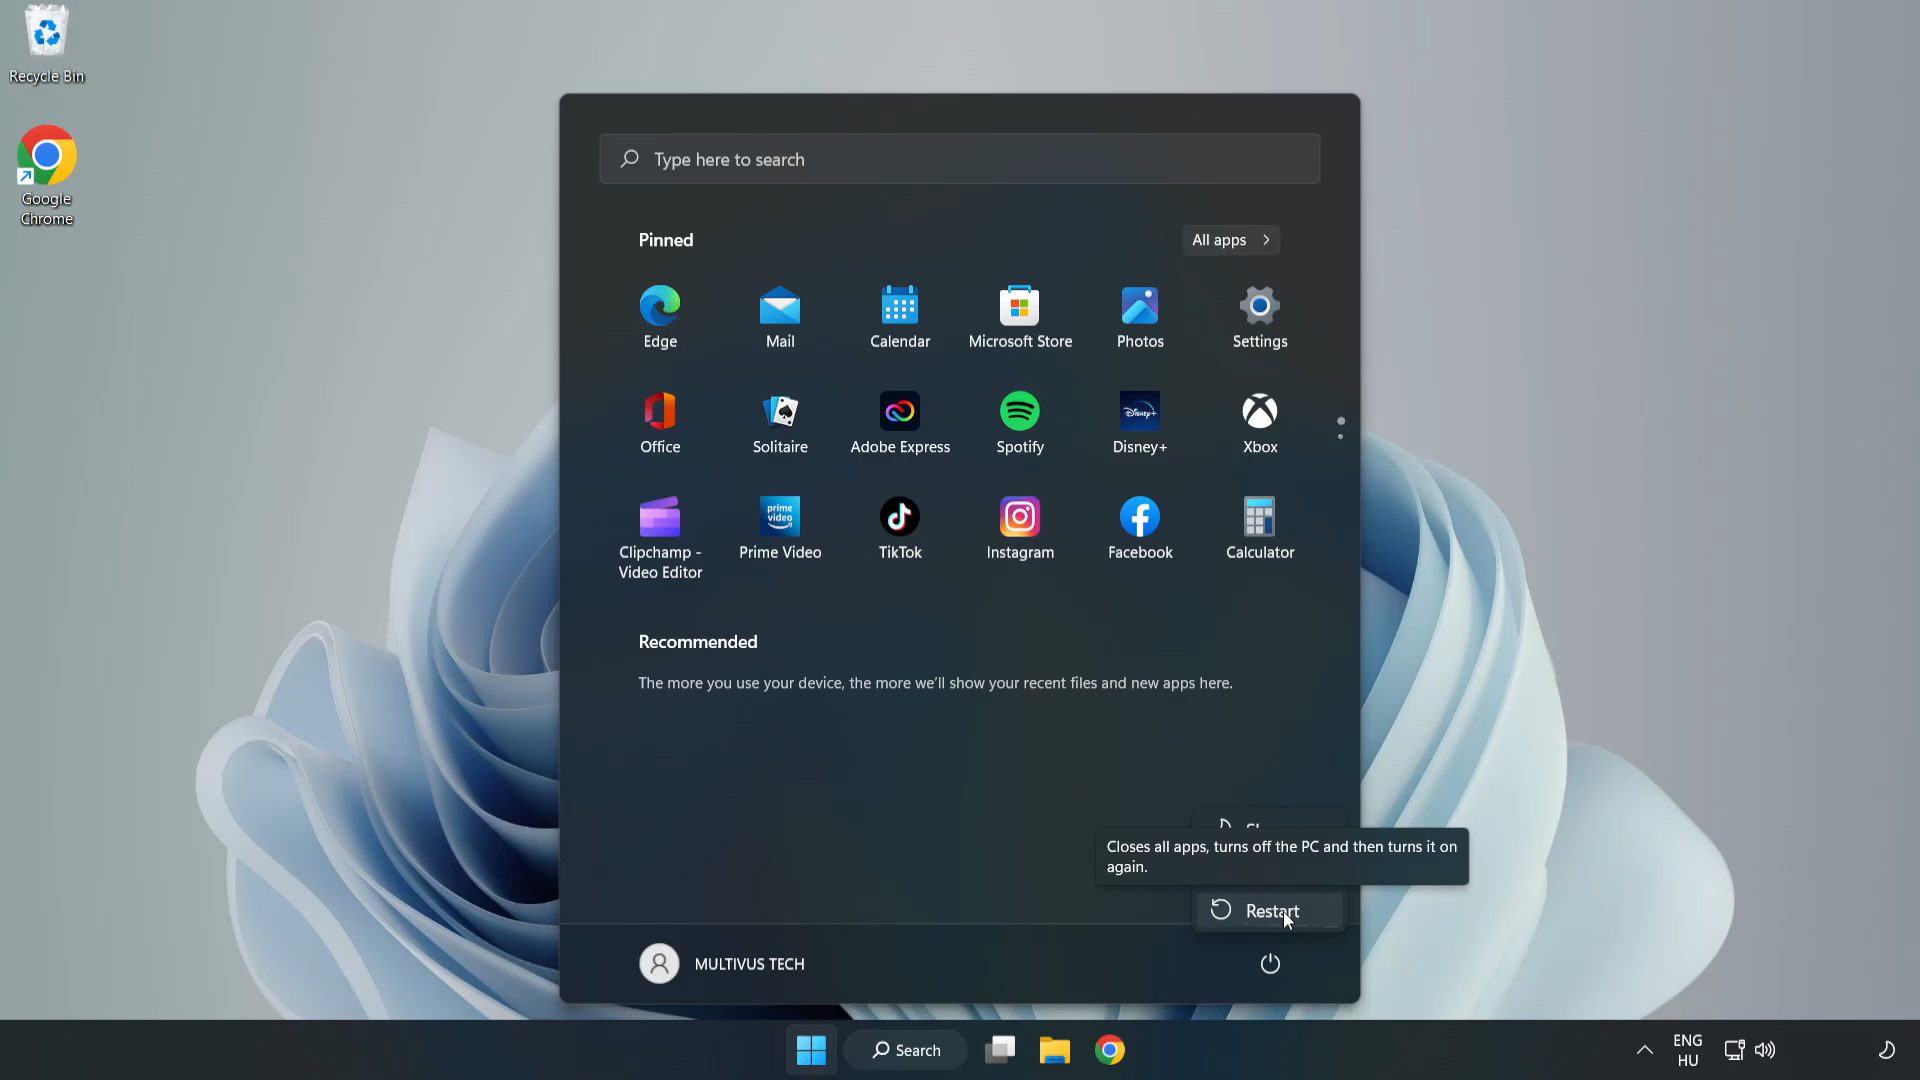 Recycle Bin
Google
Chrome
Type here to search
Pinned
All apps
Edge
Mail
Calendar
Microsoft Store
Photos
Settings
Office
Solitaire
Adobe Express
Spotify
Disney+
Disney+
Xbox
prime
video
Clipchamp -
Video Editor
Prime Video
TikTok
Instagram
Facebook
Calculator
Recommended
The more you use your device, the more we'll show your recent files and new apps here.
Closes all apps, turns off the PC and then turns it on
again.
Restart
MULTIVUS TECH
Search
ENG
HU